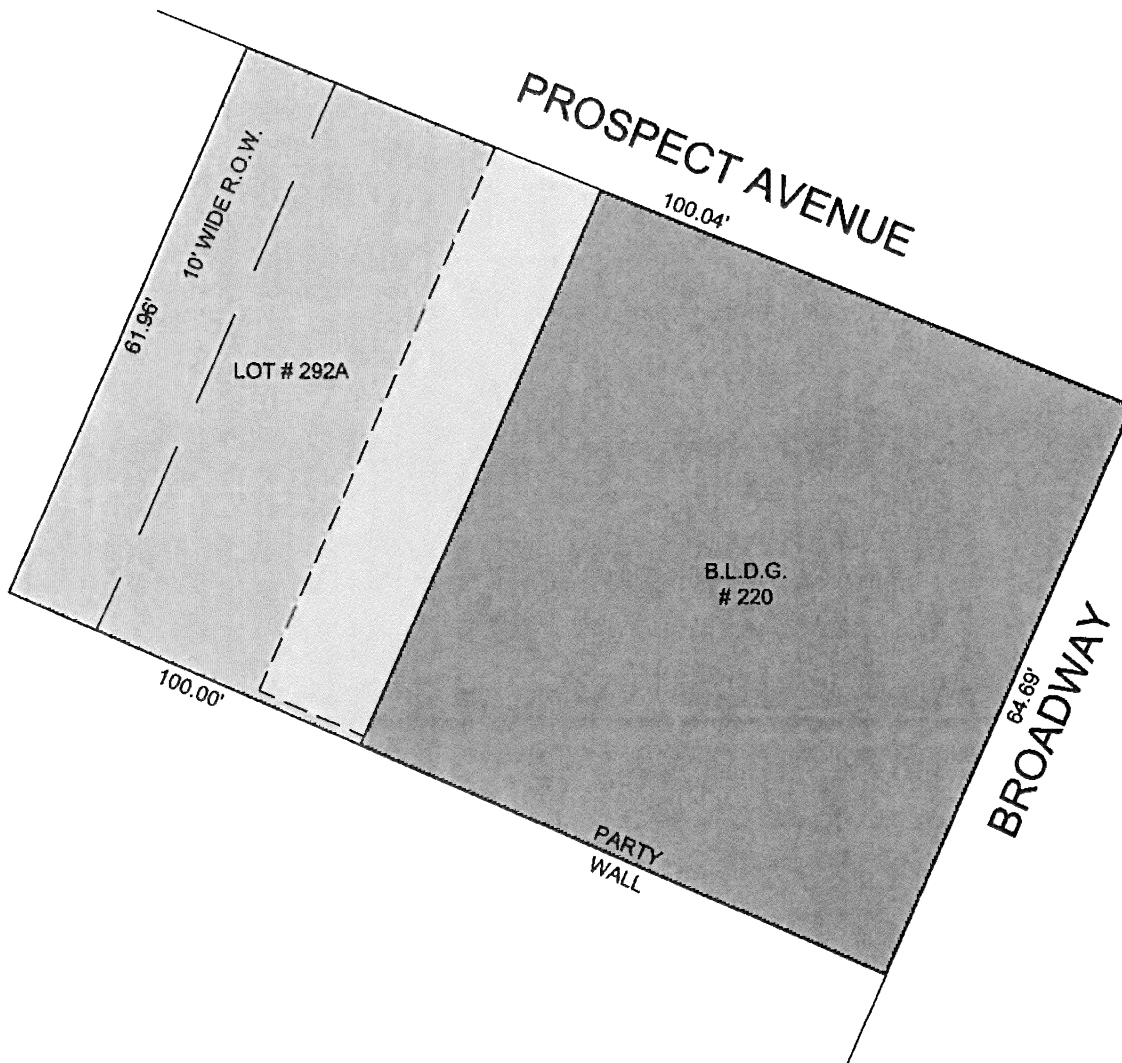 PROSPECT AVENUE
100.04'
10' WIDE R.O.W.
61.96'
LOT # 292A
B.L.D.G.
# 220
64.69'
BROADWAY
100.00'
PARTY
WALL